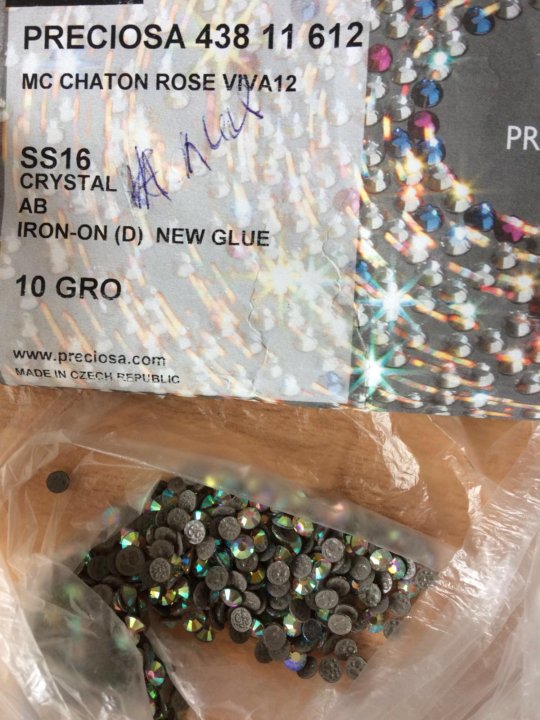 PRECIOSA 438 11 612
MC CHATON ROSE VIVA12
SS16
CRYSTAL
AB
IRON-ON (D) NEW GLUE
10 GRO
www.preciosa.com
MADE IN CZECH REPUBLIC
PR